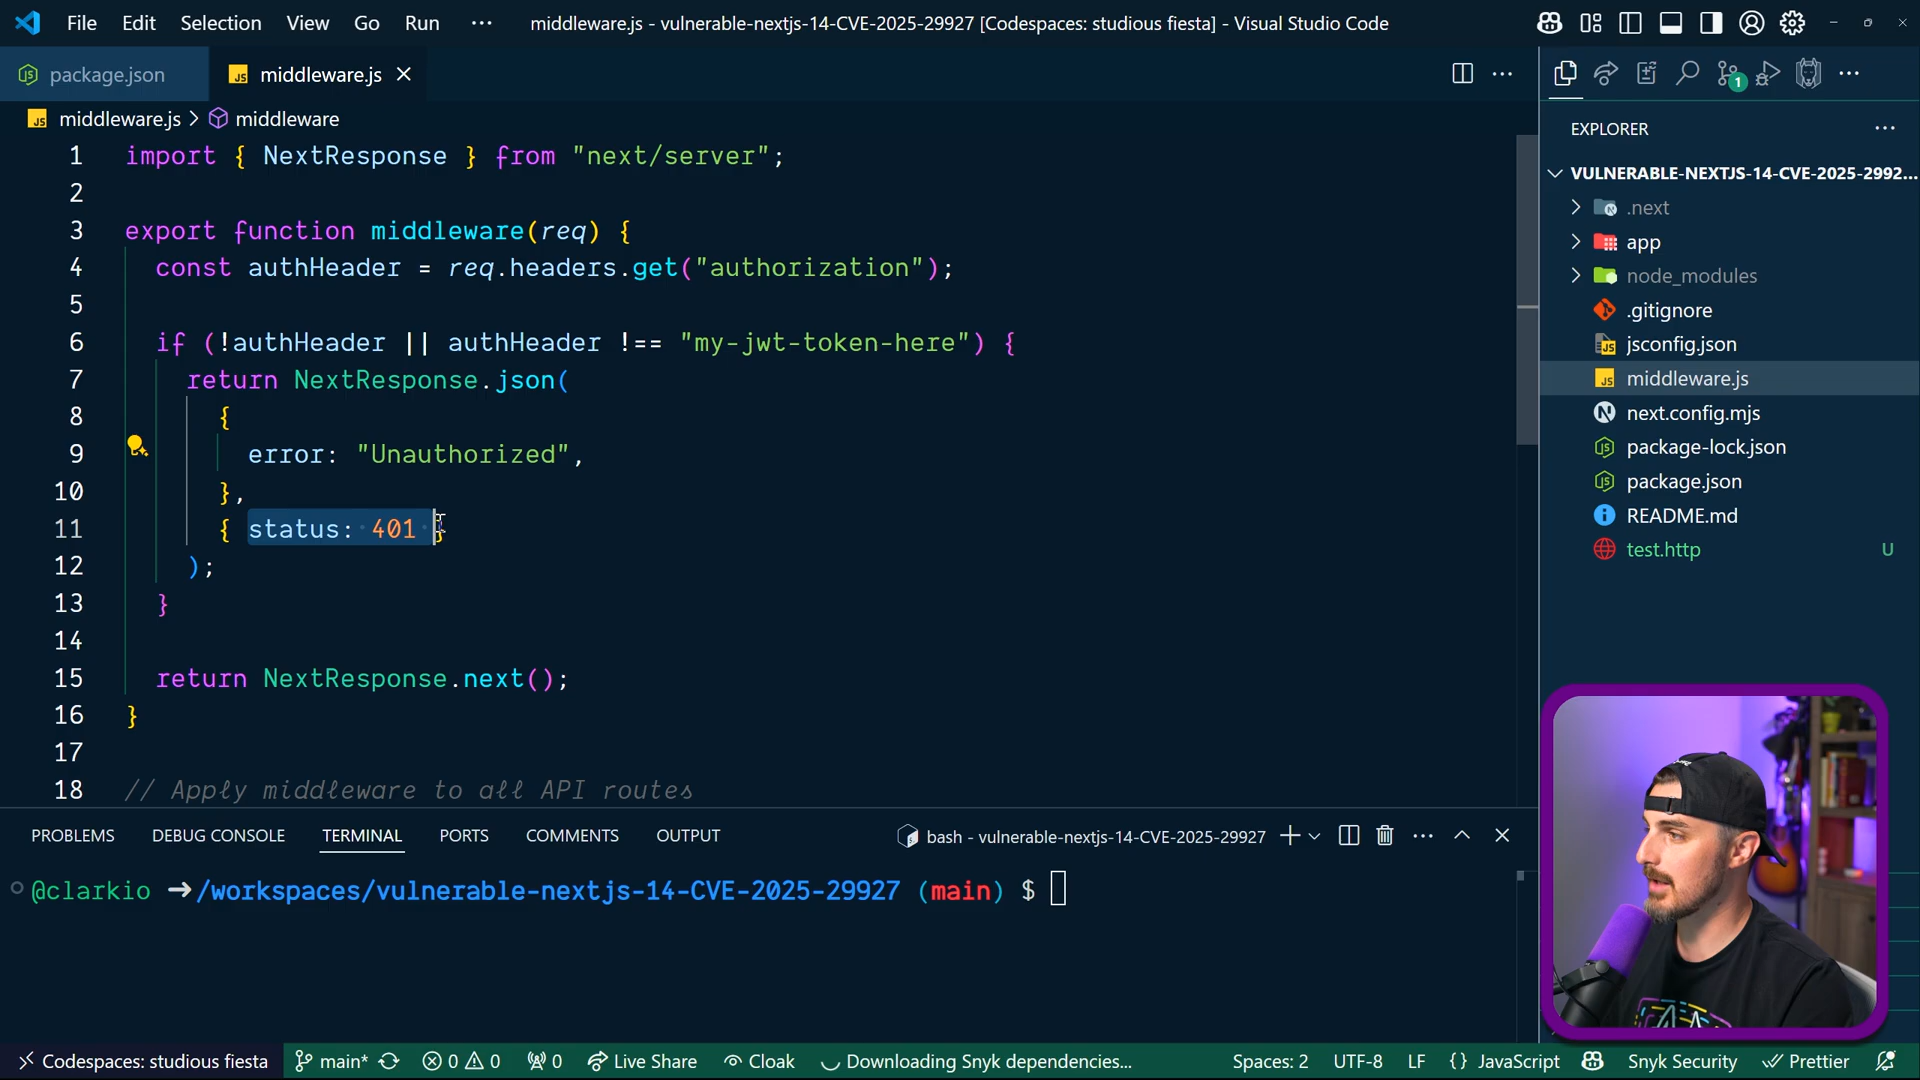 File Edit Selection View Go Run ··· middleware.js - vulnerable-nextjs-14-CVE-2025-29927 [Codespaces: studious fiesta] - Visual Studio Code
package.json
middleware.js
middleware.js > middleware
1 import { NextResponse } from "next/server";
2
3 export function middleware(req) {
4 const authHeader = req.headers.get("authorization");
5
6 if (!authHeader || authHeader !== "my-jwt-token-here") {
7 return NextResponse.json(
8 {
9 error: "Unauthorized",
10 },
11 { status: 401 }
12 );
13 }
14
15 return NextResponse.next();
16 }
17
18 // Apply middleware to all API routes
1
EXPLORER
VULNERABLE-NEXTJS-14-CVE-2025-2992...
.next
app
node_modules
.gitignore
jsconfig.json
middleware.js
next.config.mjs
package-lock.json
package.json
README.md
test.http U
PROBLEMS DEBUG CONSOLE TERMINAL PORTS COMMENTS OUTPUT
bash - vulnerable-nextjs-14-CVE-2025-29927
@clarkio ➜/workspaces/vulnerable-nextjs-14-CVE-2025-29927 (main) $
Codespaces: studious fiesta main* 0 0 0 Live Share Cloak Downloading Snyk dependencies... Spaces: 2 UTF-8 LF {} JavaScript Snyk Security Prettier